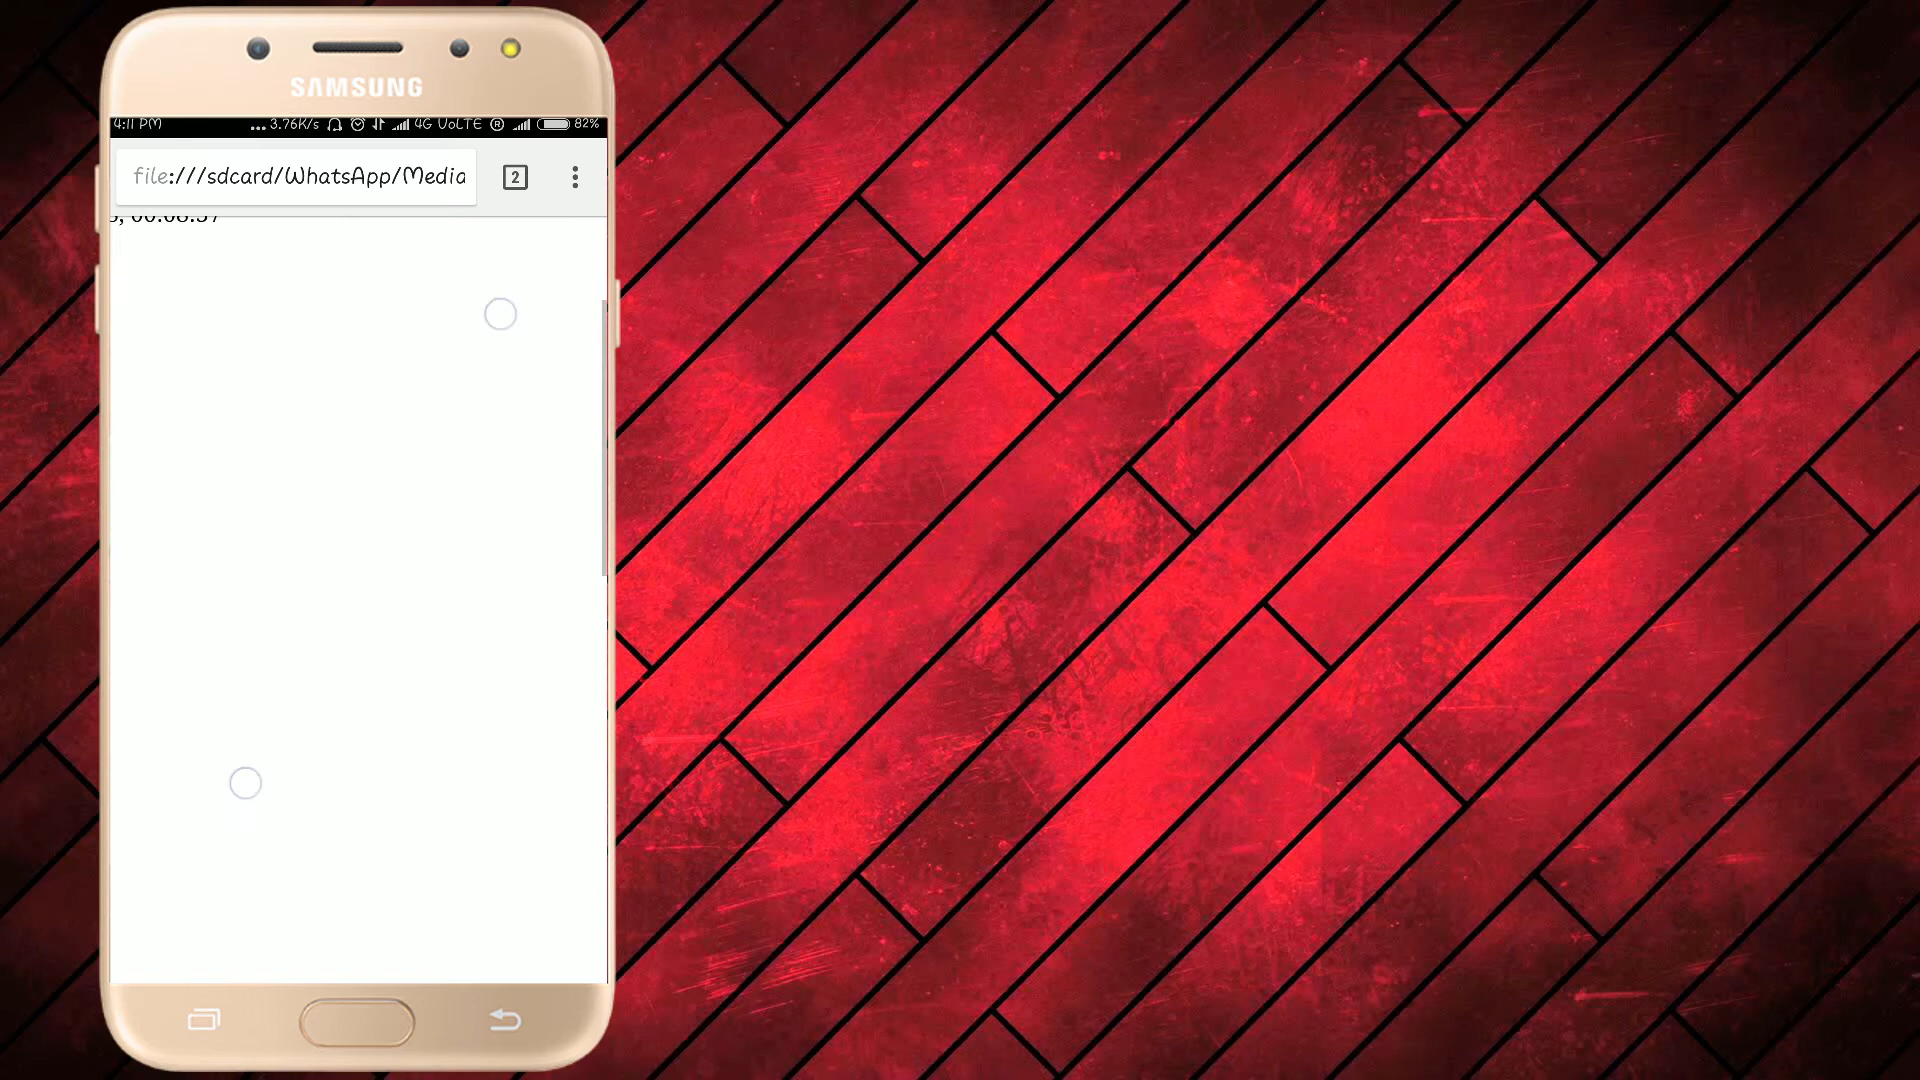 SAMSUNG
4:11 PM ...3.76K/s 4G VoLTE R 82%
file:///sdcard/WhatsApp/Media 2